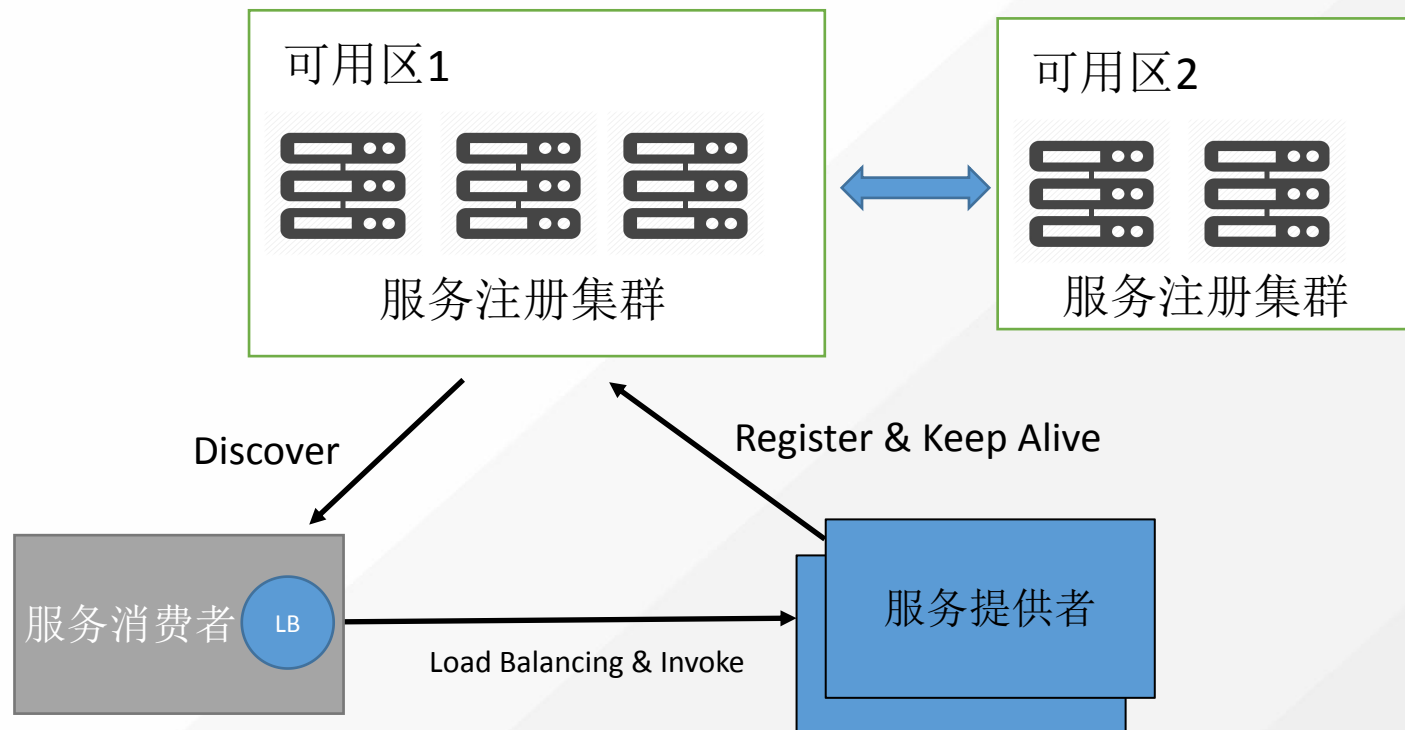 可用区1
可用区2
服务注册集群
服务注册集群
Discover
Register & Keep Alive
服务消费者
LB
服务提供者
Load Balancing & Invoke